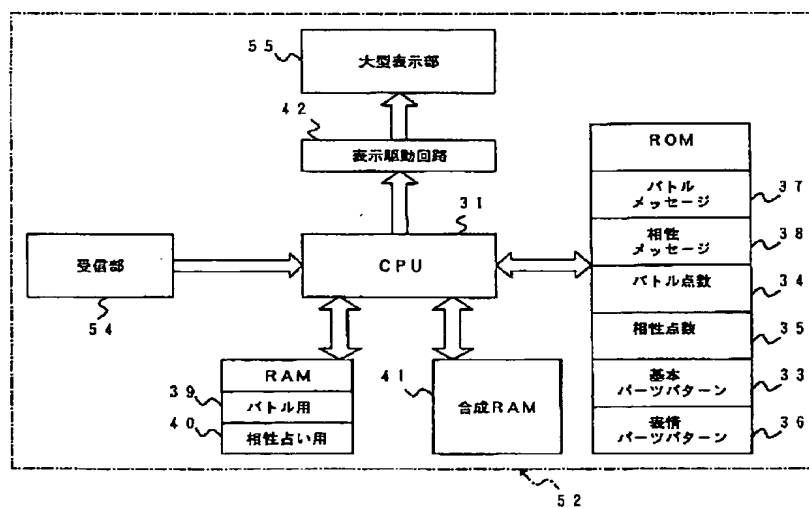 55
大型表示部
42
表示駆動回路
ROM
バトル
メッセージ
37
31
相性
メッセージ
38
受信部
CPU
バトル点数
34
54
相性点数
35
RAM
41
合成RAM
基本
パーツパターン
33
39
バトル用
40
相性占い用
表情
パーツパターン
36
52